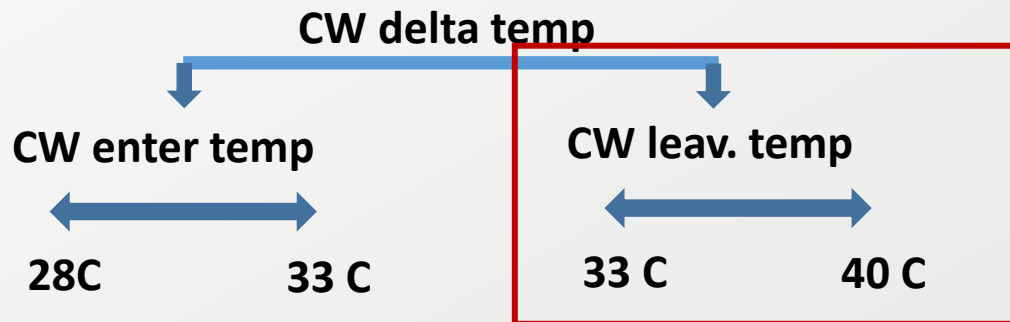 CW delta temp
CW enter temp
CW leav. temp
28C
33 C
33 C
40 C